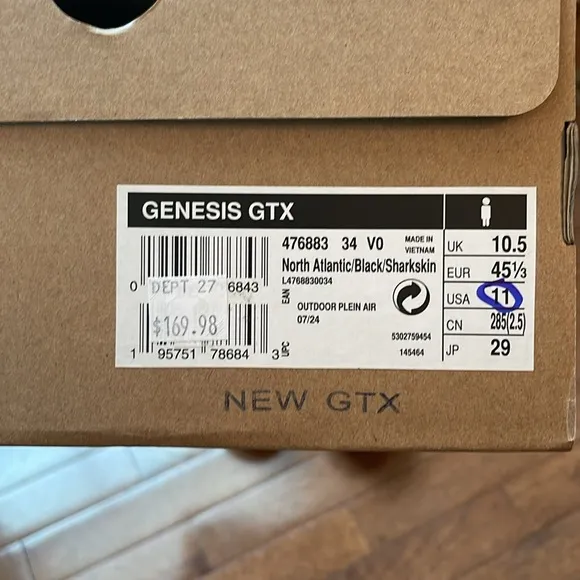 GENESIS GTX
476883 34 V0
MADE IN
VIETNAM
North Atlantic/Black/Sharkskin
L4768830034
0 DEPT 27 6843
EAN
OUTDOOR PLEIN AIR
07/24
$169.98
5302759454
145464
1 95751 78684 3
UPC
UK 10.5
EUR 45⅓
USA 11
CN 285(2.5)
JP 29
NEW GTX